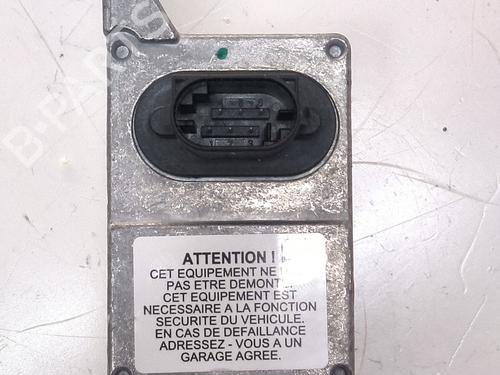 B-PARTS
ATTENTION !
CET EQUIPEMENT NE
PAS ETRE DEMONT
CET EQUIPEMENT EST
NECESSAIRE A LA FONCTION
SECURITE DU VEHICULE.
EN CAS DE DEFAILLANCE
ADRESSEZ - VOUS A UN
GARAGE AGREE.